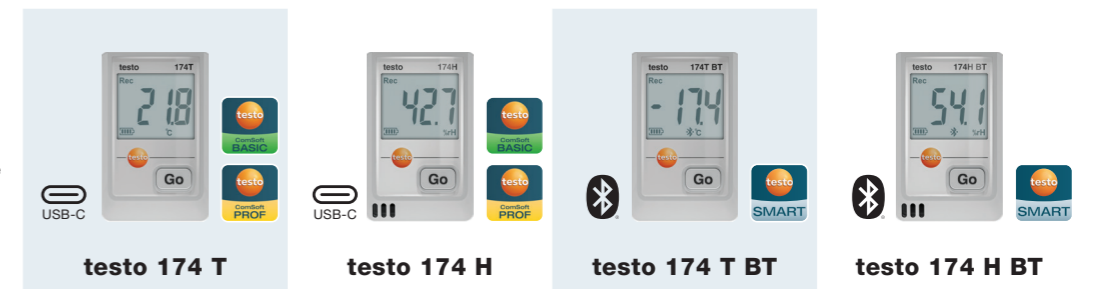 testo 174T
Rec
21.8
°C
testo
Go
testo
ComSoft
BASIC
testo
ComSoft
PROF
USB-C
testo 174 T
testo 174H
Rec
42.7
%rH
testo
Go
testo
ComSoft
BASIC
testo
ComSoft
PROF
USB-C
testo 174 H
testo 174T BT
Rec
-17.4
°C
testo
Go
testo
SMART
testo 174 T BT
testo 174H BT
Rec
54.1
%rH
testo
Go
testo
SMART
testo 174 H BT